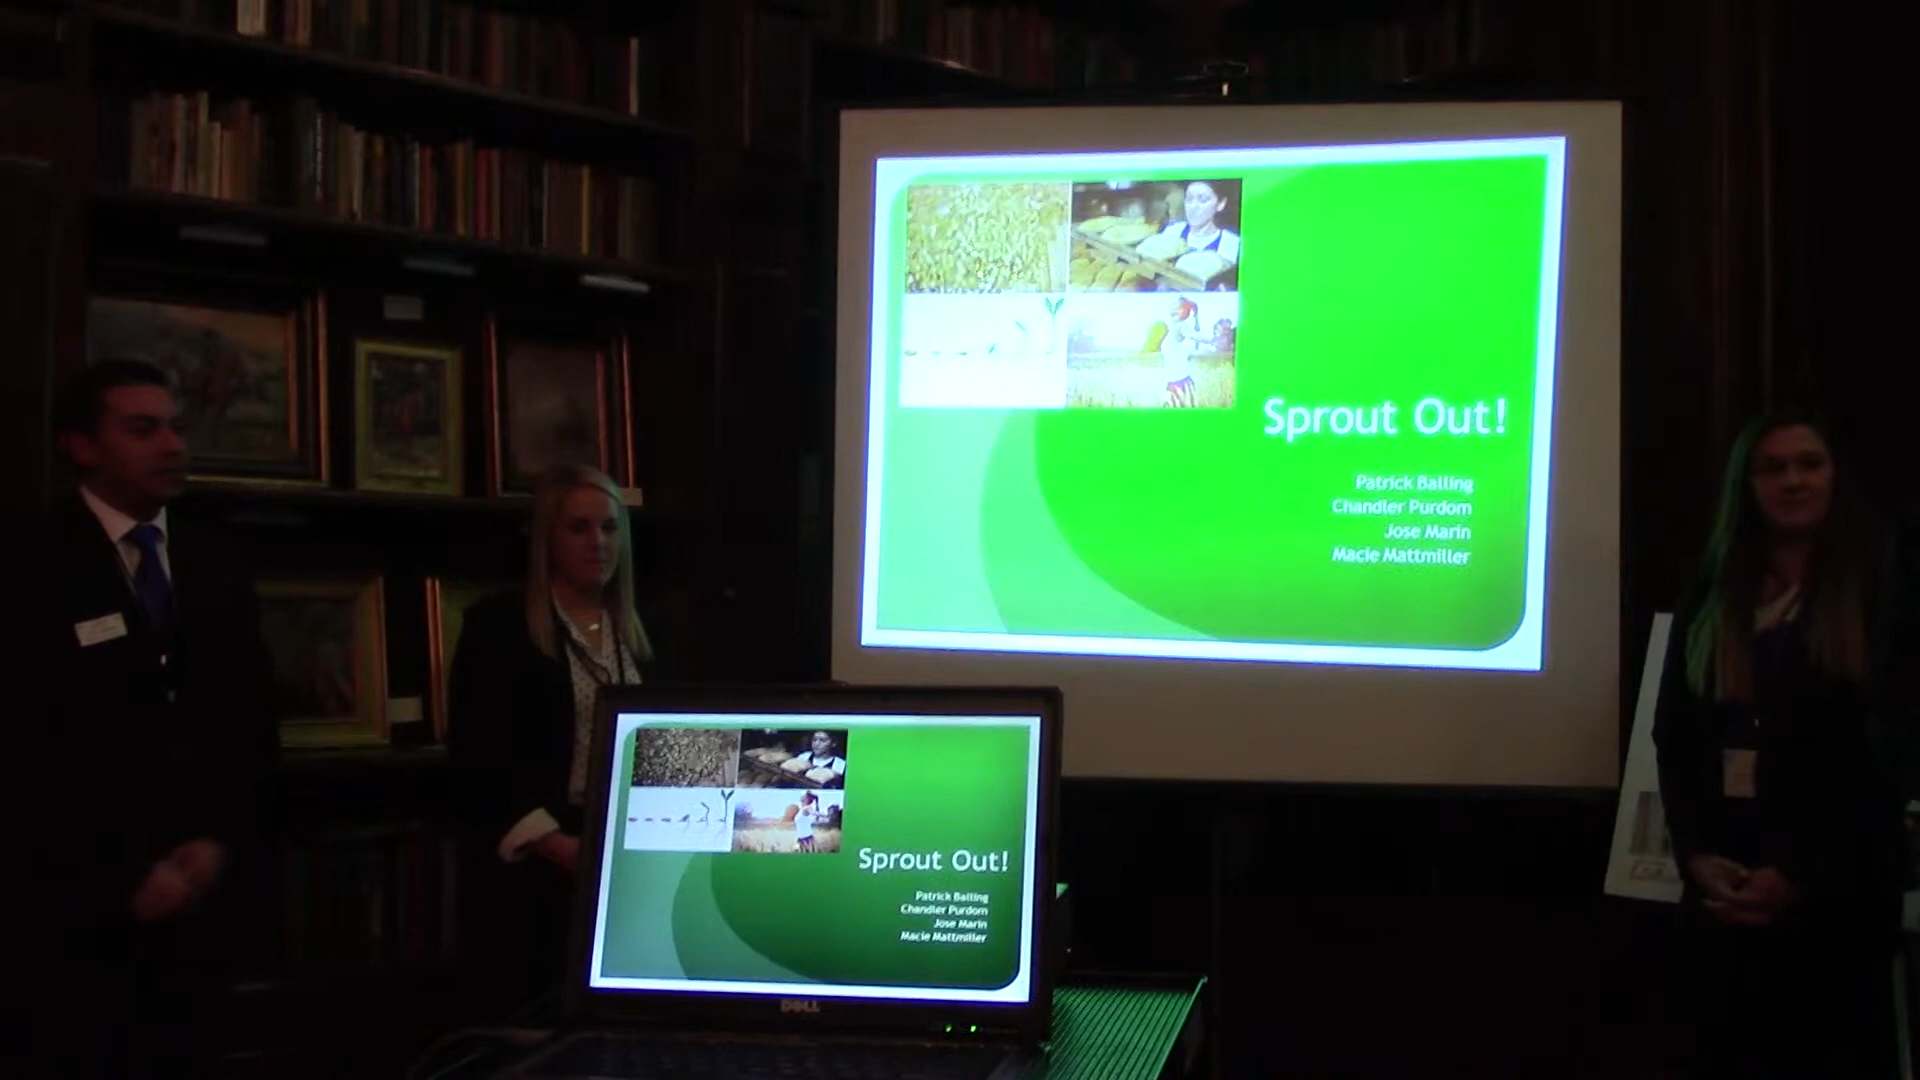 Sprout Out!
Patrick Balling
Chandler Purdom
Jose Marin
Macie Mattmiller
Sprout Out!
Patrick Balling
Chandler Purdom
Jose Marin
Macie Mattmiller
DELL